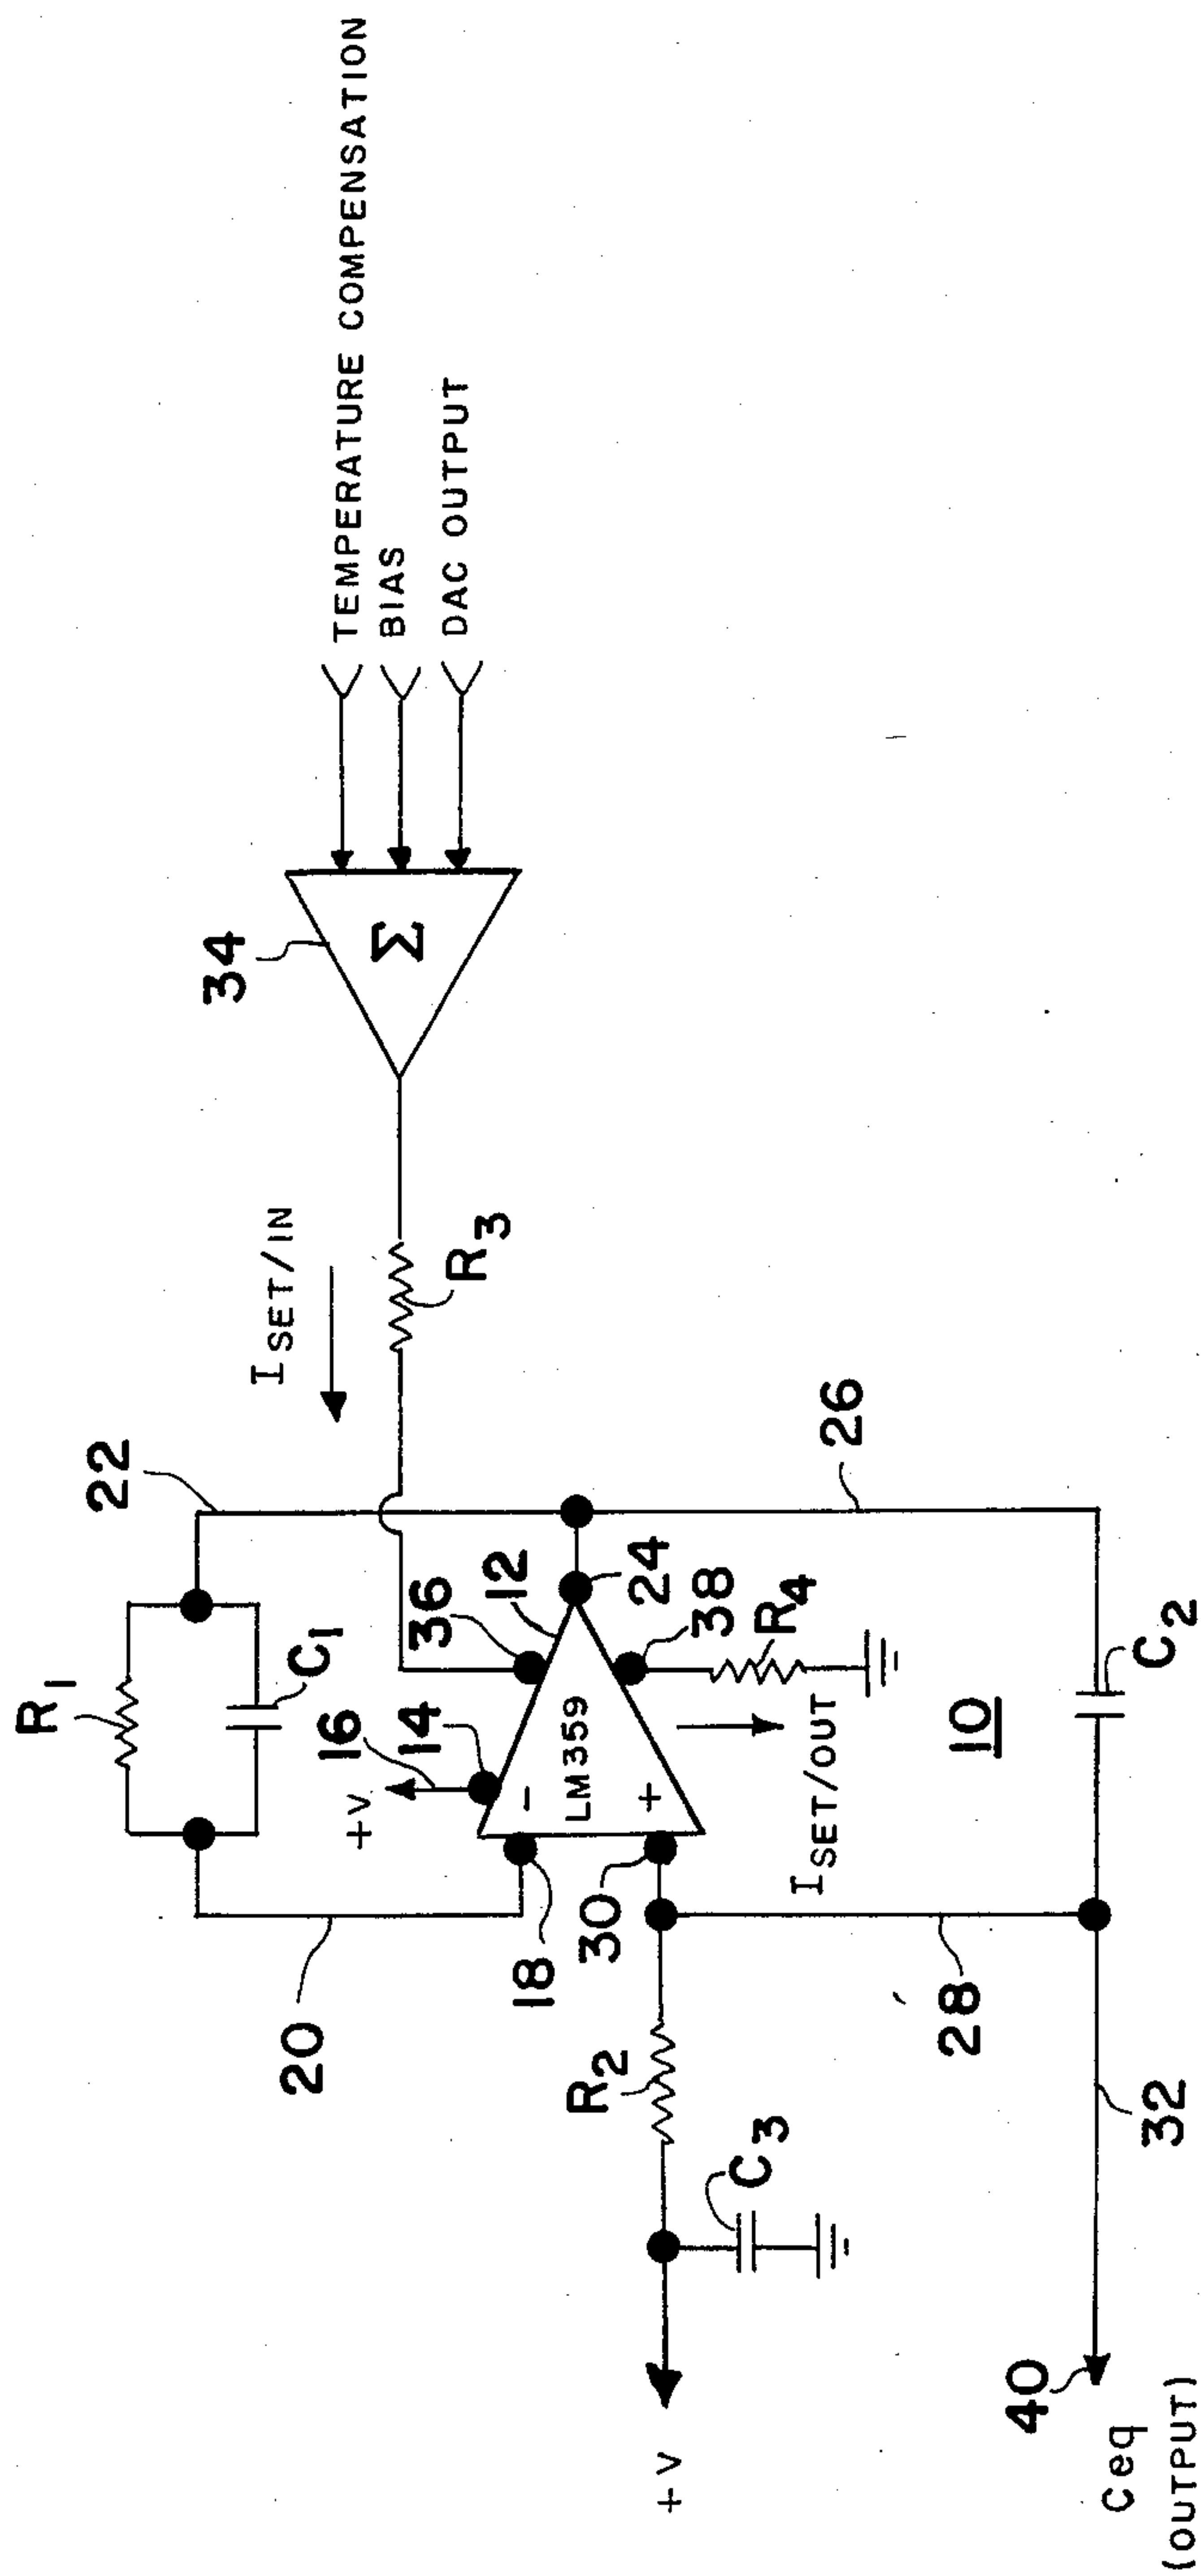 R1
C1
22
20
16
+V
14
36
12
18
-
LM359
+
30
24
38
R4
ISET/OUT
ISET/IN
R3
34
Σ
TEMPERATURE COMPENSATION
BIAS
DAC OUTPUT
R2
C3
+V
28
26
10
C2
32
40
Ceq
(OUTPUT)